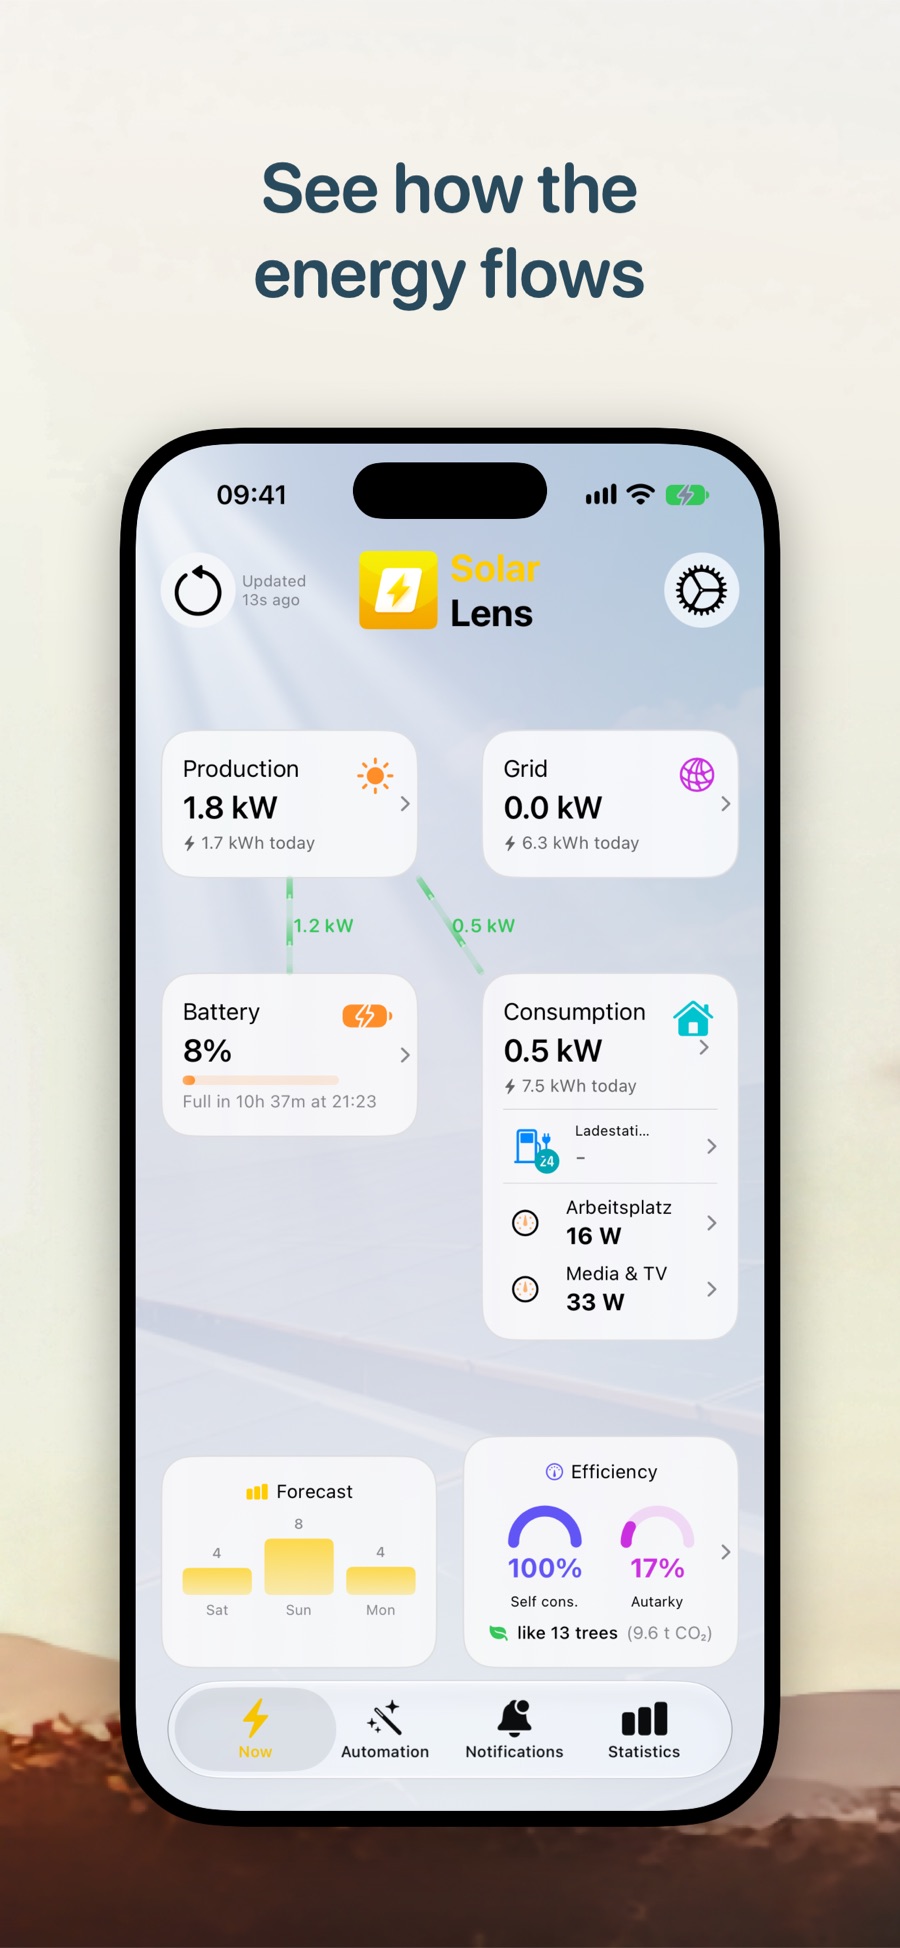 See how the
energy flows
09:41
Updated
13s ago
Solar
Lens
Production
1.8 kW
1.7 kWh today
Grid
0.0 kW
6.3 kWh today
1.2 kW
0.5 kW
Battery
8%
Full in 10h 37m at 21:23
Consumption
0.5 kW
7.5 kWh today
Ladestati...
24
–
Arbeitsplatz
16 W
Media & TV
33 W
Forecast
4
8
4
Sat
Sun
Mon
Efficiency
100%
17%
Self cons.
Autarky
like 13 trees (9.6 t CO₂)
Now
Automation
Notifications
Statistics